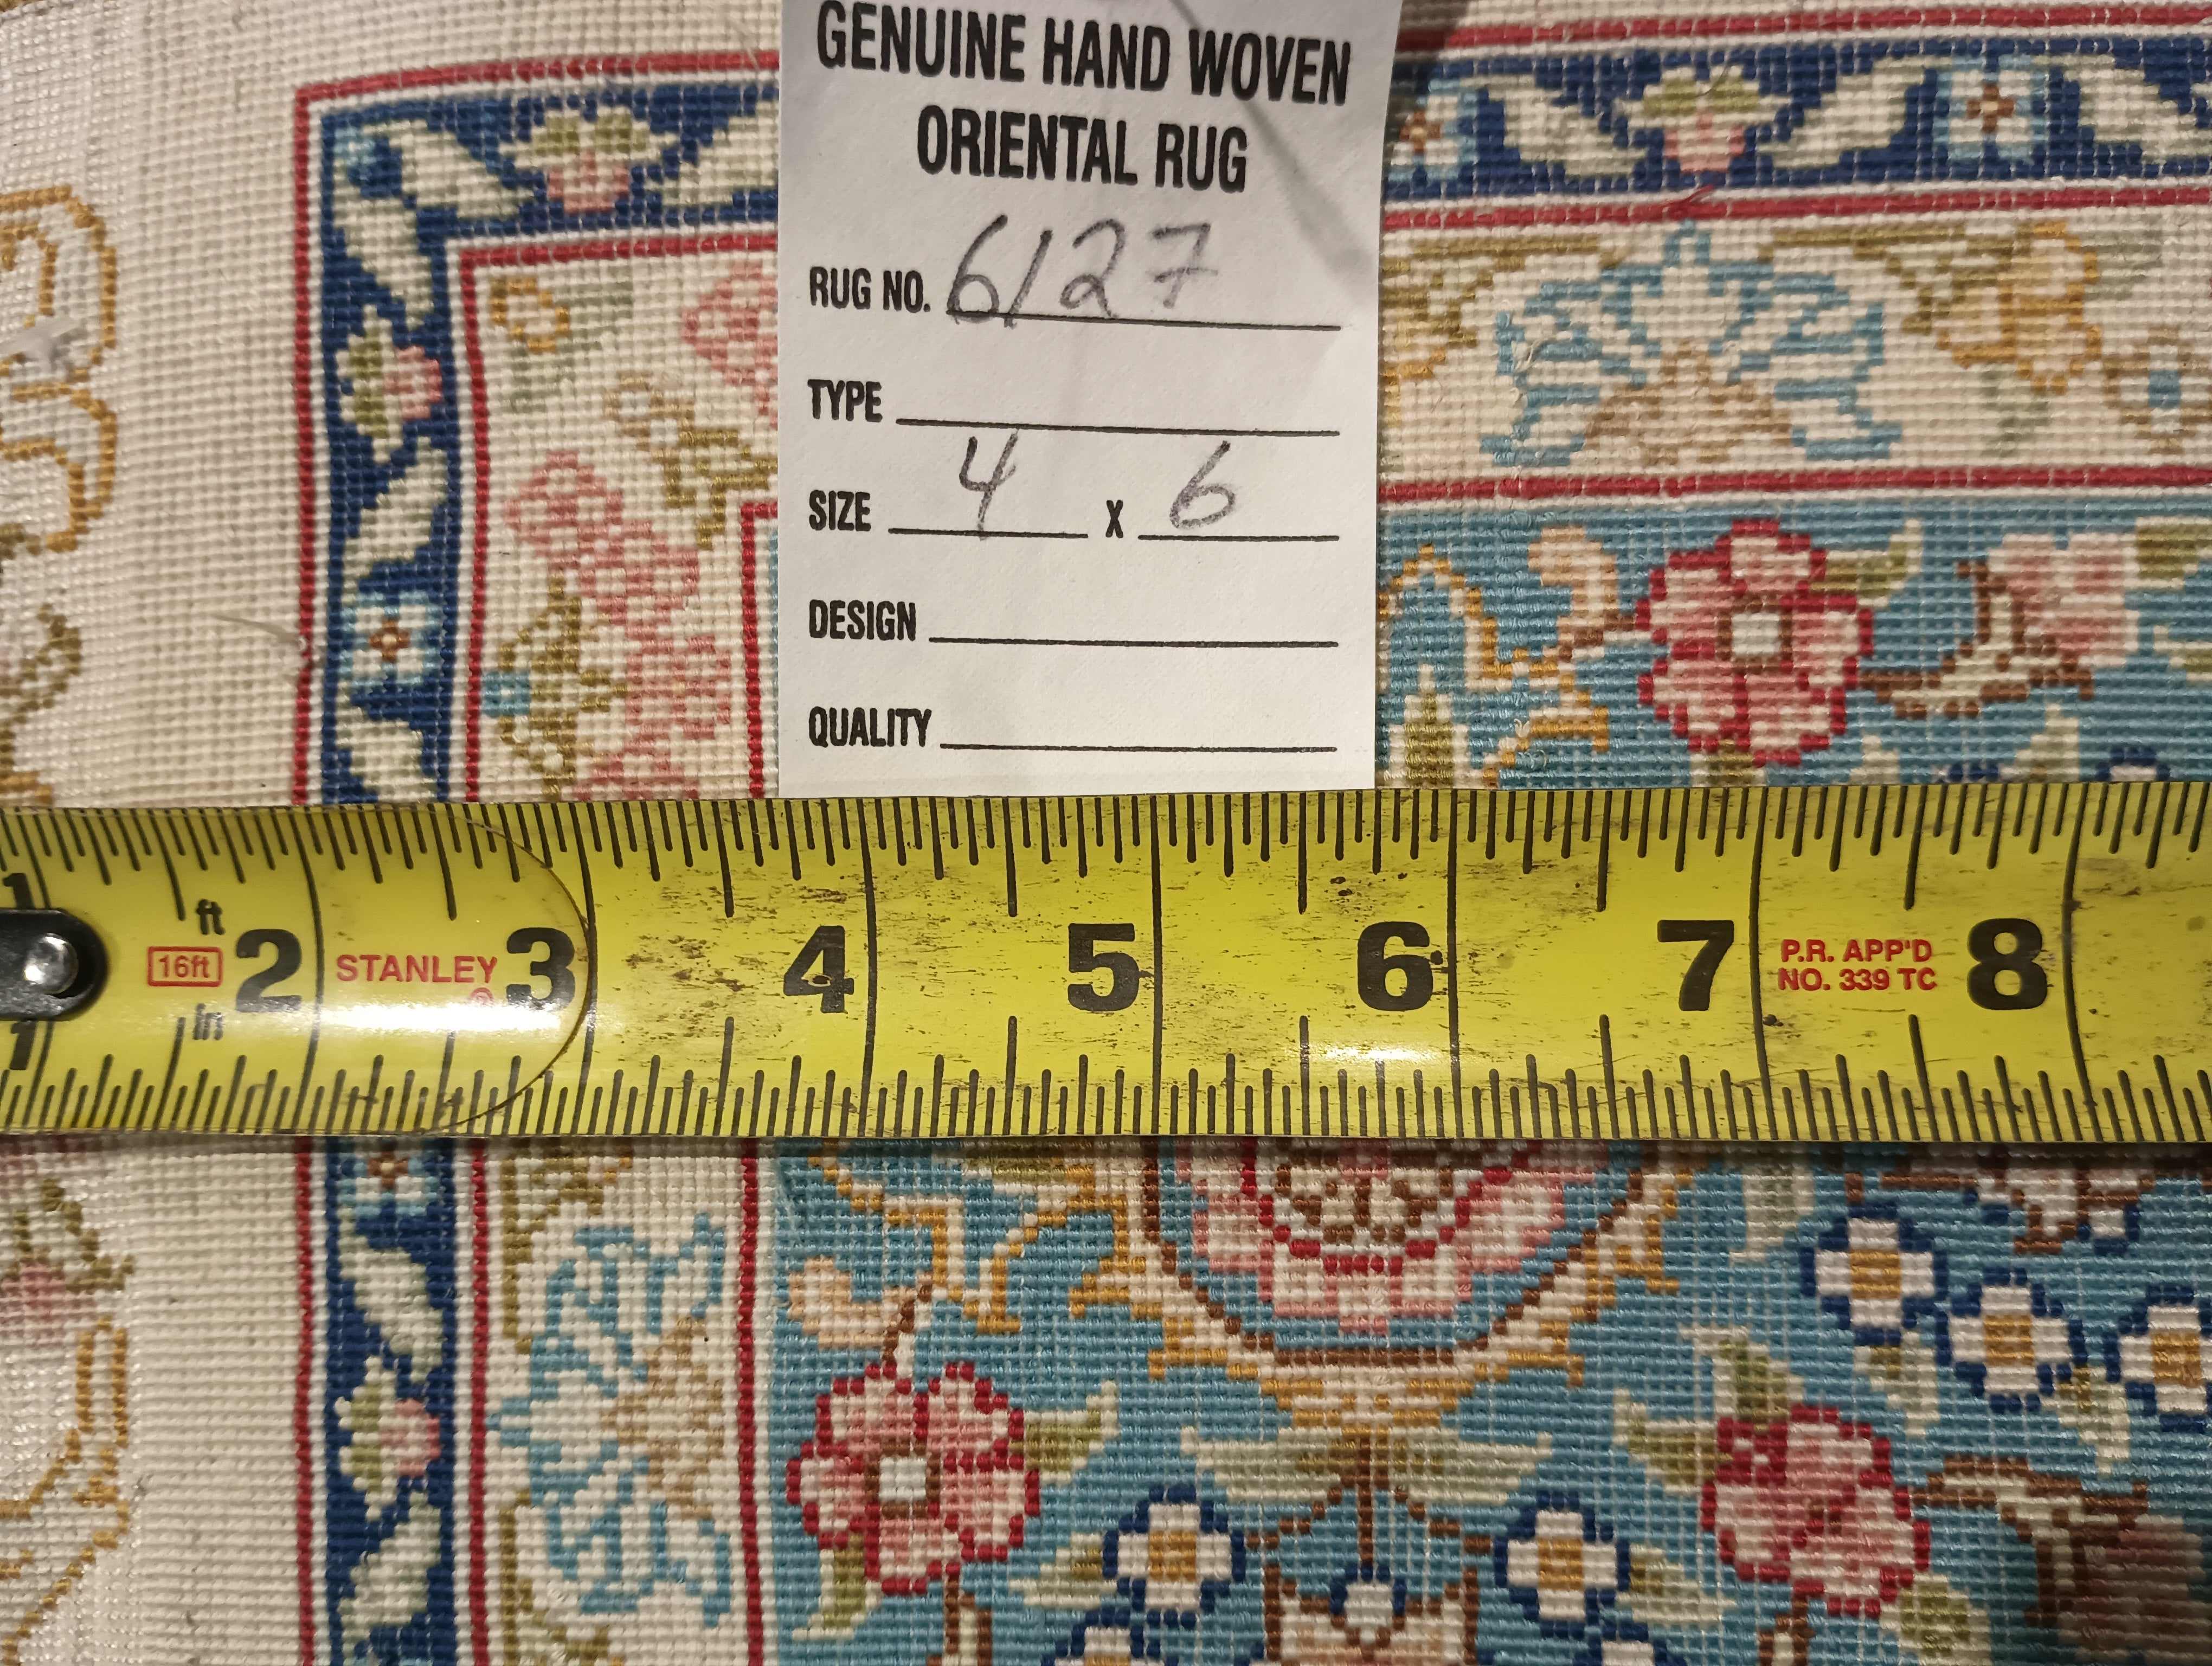 GENUINE HAND WOVEN
ORIENTAL RUG
RUG NO. 6127
TYPE
SIZE 4 X 6
DESIGN
QUALITY
1 ft 2 3 4 5 6 7 8
16ft STANLEY ® P.R. APP'D
NO. 339 TC
1 in